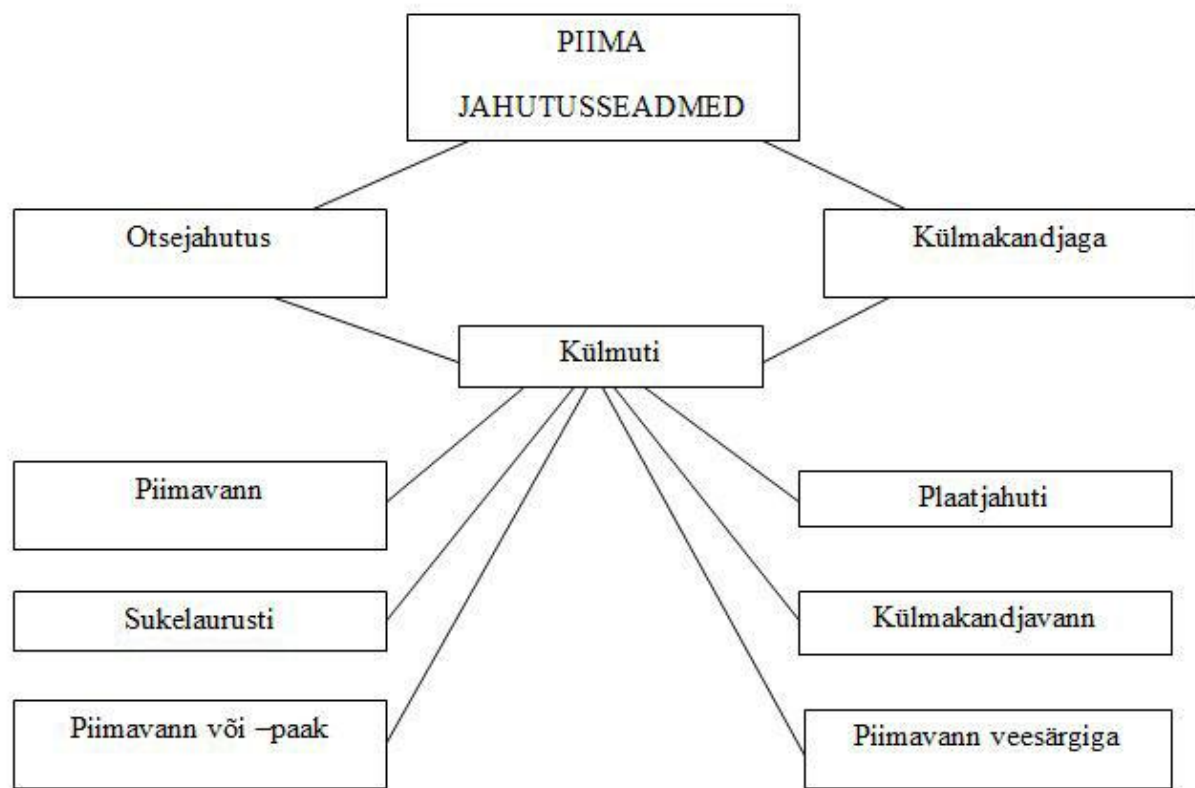 PIIMA
JAHUTUSSEADMED
Otsejahutus
Külmakandjaga
Külmuti
Piimavann
Plaatjahuti
Sukelaurusti
Külmakandjavann
Piimavann või –paak
Piimavann veesärgiga